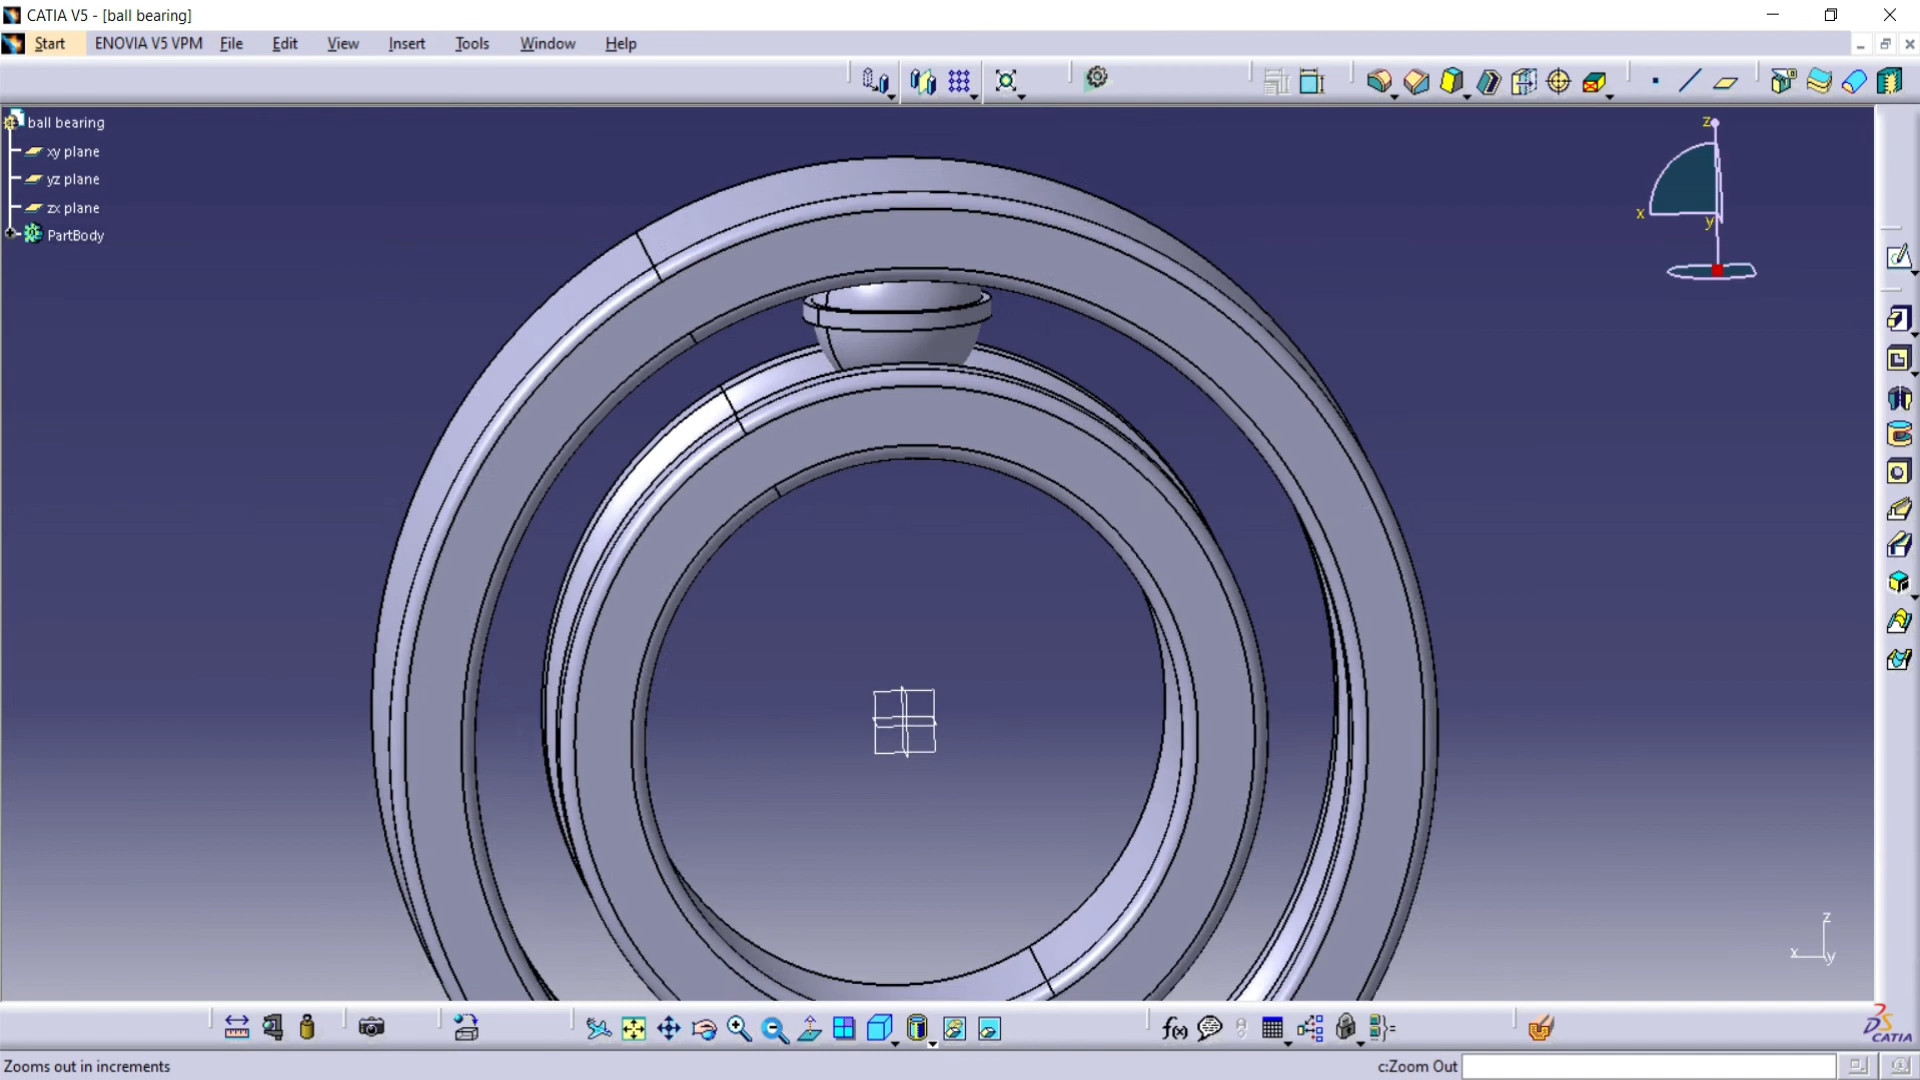 CATIA V5 - [ball bearing]
Start ENOVIA V5 VPM File Edit View Insert Tools Window Help
ball bearing
xy plane
yz plane
zx plane
PartBody
z
x
y
z
x
y
f(x)
CATIA
Zooms out in increments
c:Zoom Out